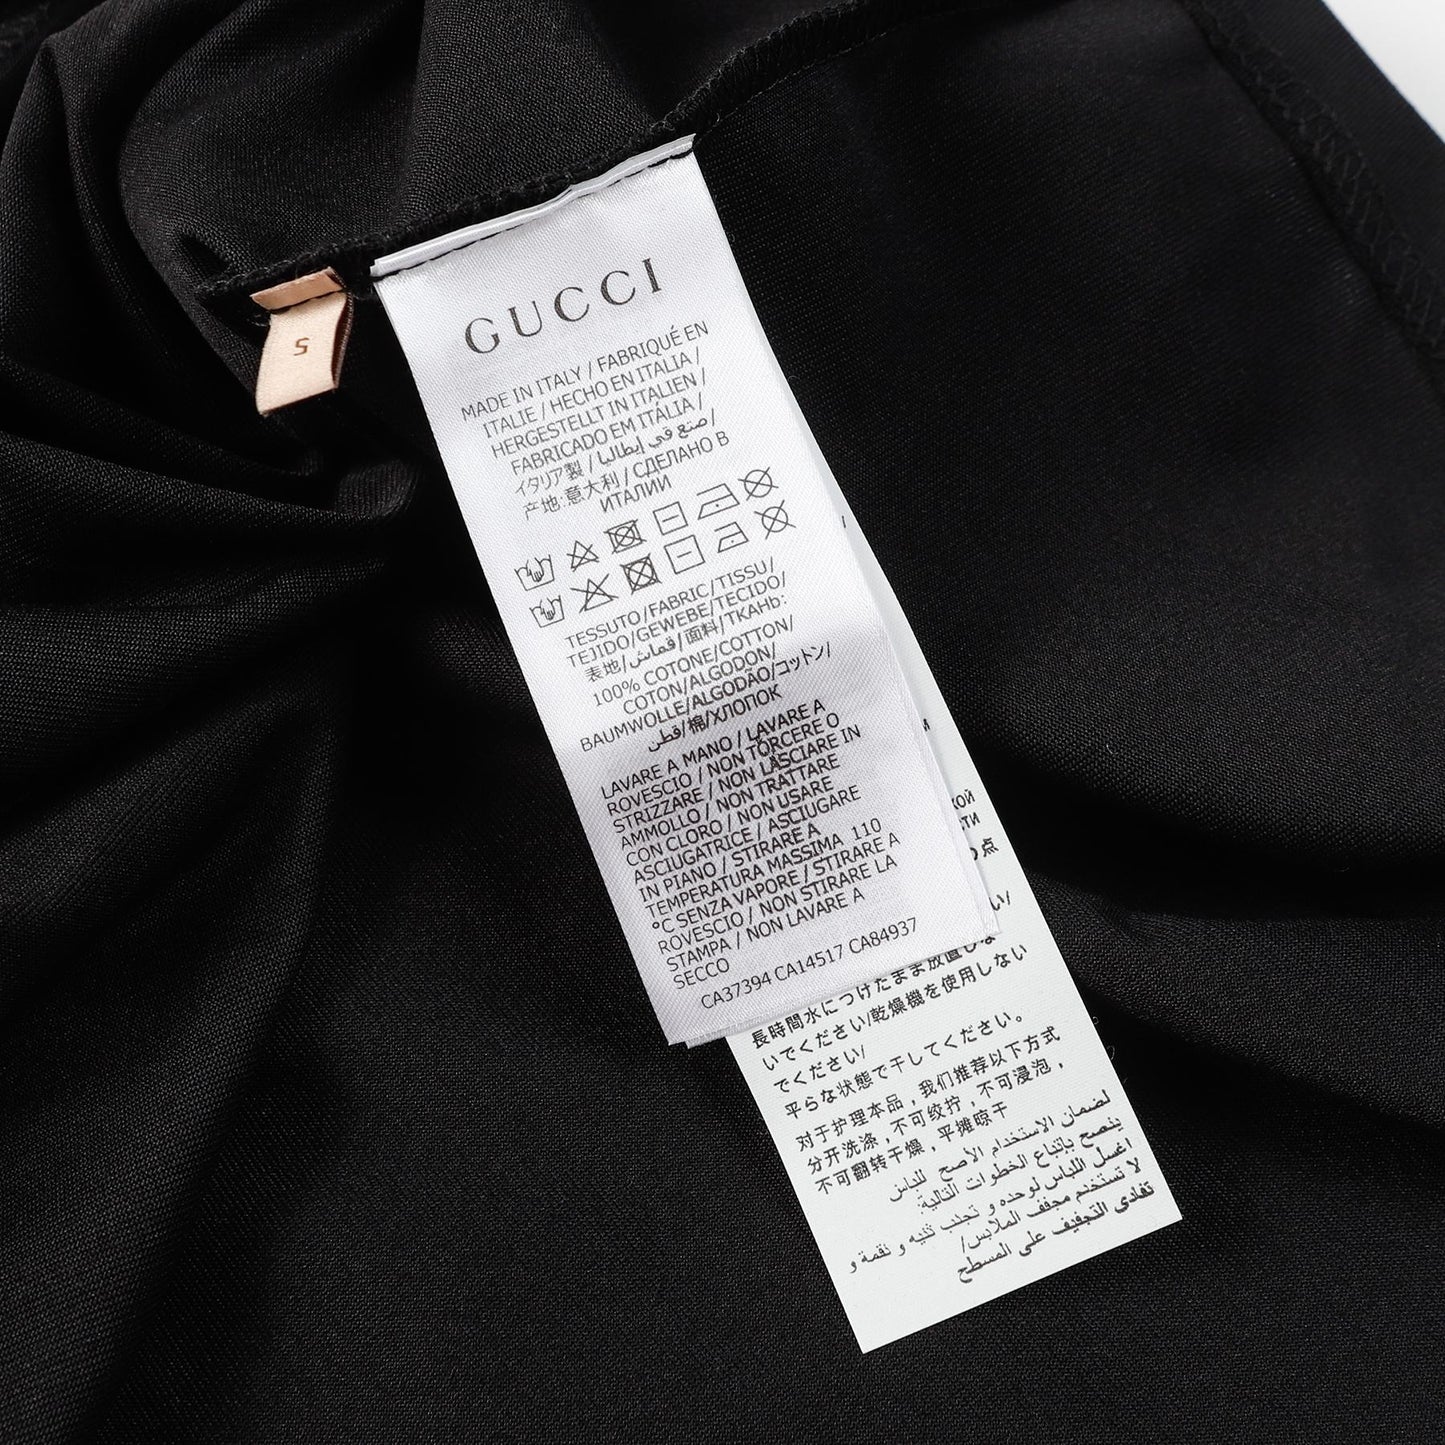 5
GUCCI
MADE IN ITALY / FABRIQUÉ EN
ITALIE / HECHO EN ITALIA /
HERGESTELLT IN ITALIEN /
FABRICADO EM ITÁLIA /
イタリア製 / صنع في إيطاليا /
产地:意大利 / СДЕЛАНО В
ИТАЛИИ
TESSUTO/FABRIC/TISSU/
TEJIDO/GEWEBE/TECIDO/
表地/قماش/面料/ТКАНЬ:
100% COTONE/COTTON/
COTON/ALGODON/
BAUMWOLLE/ALGODÃO/コットン/
قطن/棉/ХЛОПОК
LAVARE A MANO / LAVARE A
ROVESCIO / NON TORCERE O
STRIZZARE / NON LASCIARE IN
AMMOLLO / NON TRATTARE
CON CLORO / NON USARE
ASCIUGATRICE / ASCIUGARE
IN PIANO / STIRARE A
TEMPERATURA MASSIMA 110
°C SENZA VAPORE / STIRARE A
ROVESCIO / NON STIRARE LA
STAMPA / NON LAVARE A
SECCO
CA37394 CA14517 CA84937
長時間水につけたまま放置しな
いでください/乾燥機を使用しない
でください/
平らな状態で干してください。
对于护理本品，我们推荐以下方式
分开洗涤，不可绞拧，不可浸泡，
不可翻转干燥，平摊晾干
لضمان الاستخدام الأصح للباس
ينصح بإتباع الخطوات التالية:
اغسل اللباس لوحده و تجنب ثنيه و نقعه و
لا تستخدم مجفف الملابس/
تفادى التجفيف على المسطح